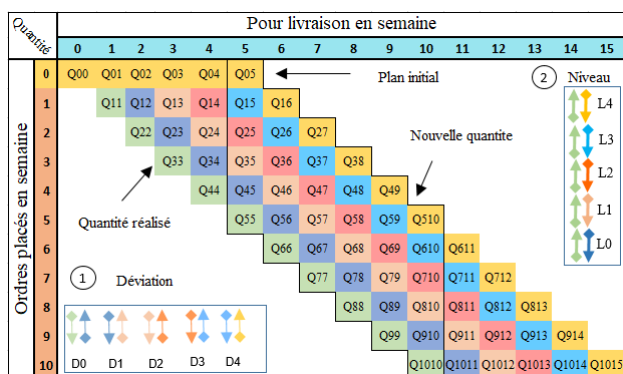 Quantité
Pour livraison en semaine
0 1 2 3 4 5 6 7 8 9 10 11 12 13 14 15
Ordres placés en semaine
0 Q00 Q01 Q02 Q03 Q04 Q05 Plan initial 2 Niveau
1 Q11 Q12 Q13 Q14 Q15 Q16 L4
2 Q22 Q23 Q24 Q25 Q26 Q27 L3
3 Q33 Q34 Q35 Q36 Q37 Q38 Nouvelle quantite L2
4 Q44 Q45 Q46 Q47 Q48 Q49 L1
5 Quantité réalisé Q55 Q56 Q57 Q58 Q59 Q510 L0
6 Q66 Q67 Q68 Q69 Q610 Q611
7 1 Déviation Q77 Q78 Q79 Q710 Q711 Q712
8 Q88 Q89 Q810 Q811 Q812 Q813
9 Q99 Q910 Q911 Q912 Q913 Q914
10 D0 D1 D2 D3 D4 Q1010 Q1011 Q1012 Q1013 Q1014 Q1015